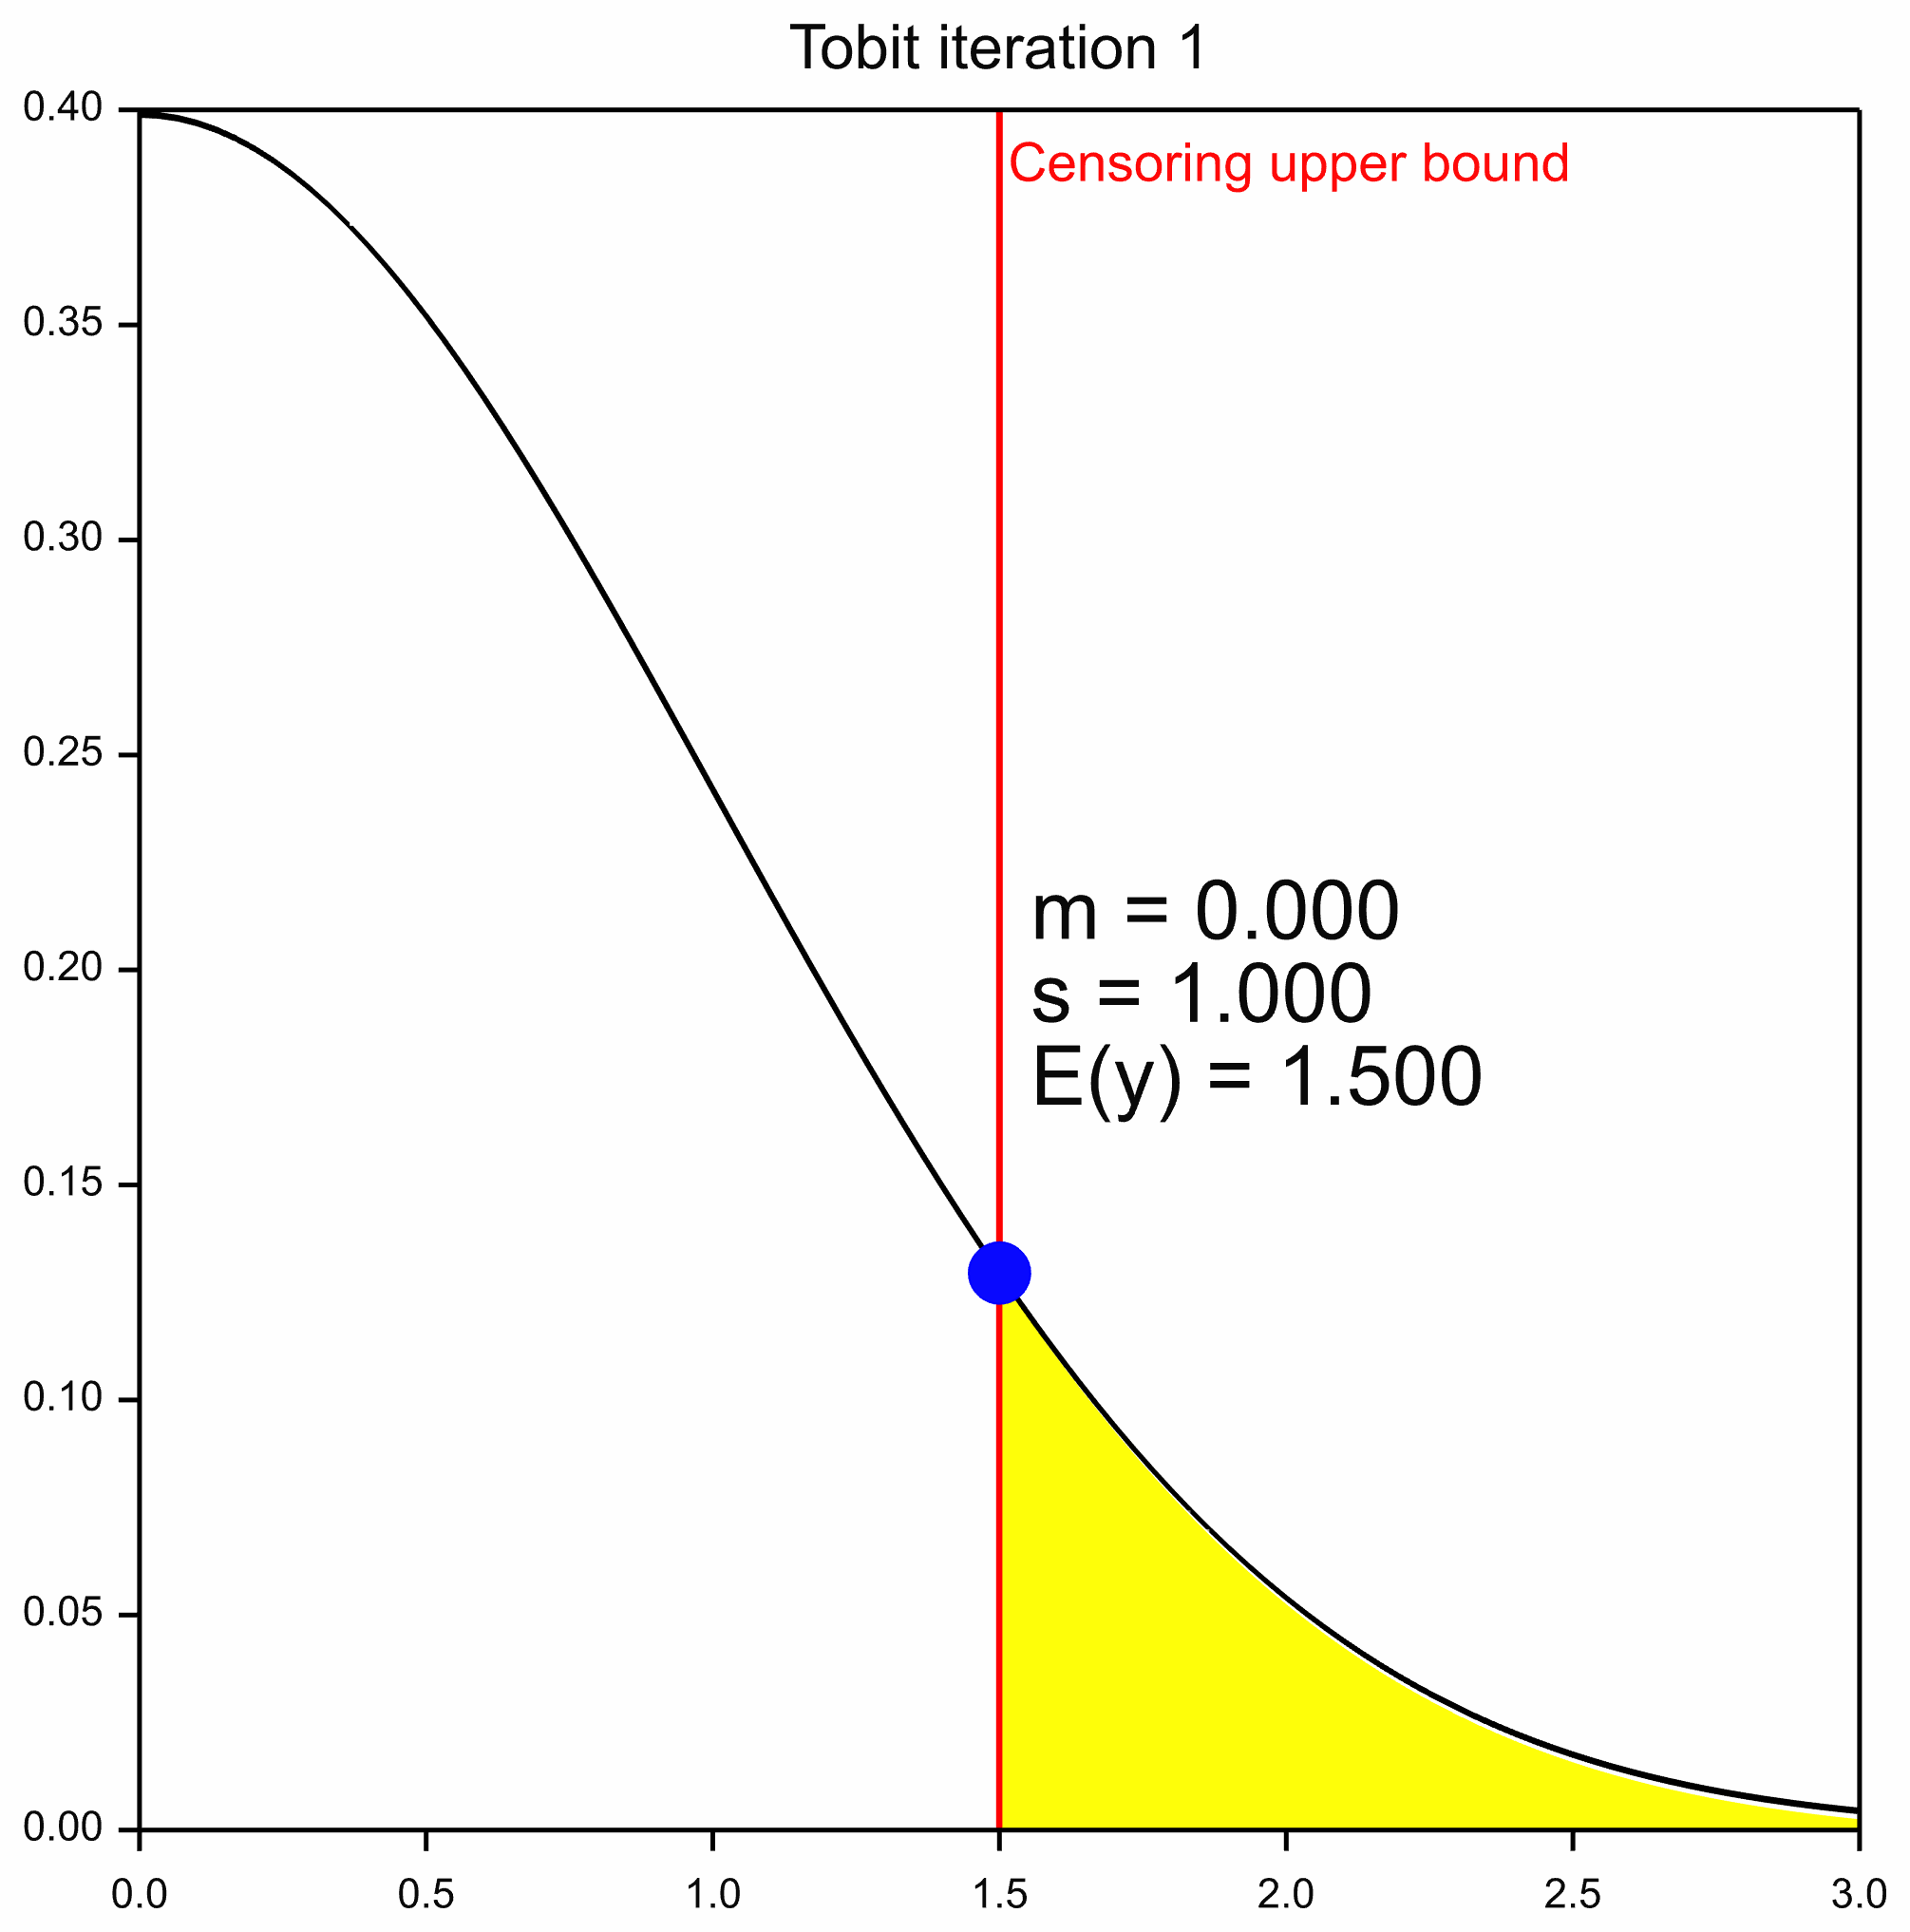 Tobit iteration 1
0.40
Censoring upper bound
0.35
0.30
0.25
0.20
m = 0.000
s = 1.000
E(y) = 1.500
0.15
0.10
0.05
0.00
0.0 0.5 1.0 1.5 2.0 2.5 3.0